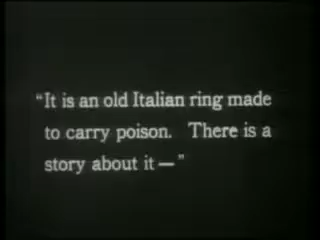 “It is an old Italian ring made
to carry poison. There is a
story about it—”